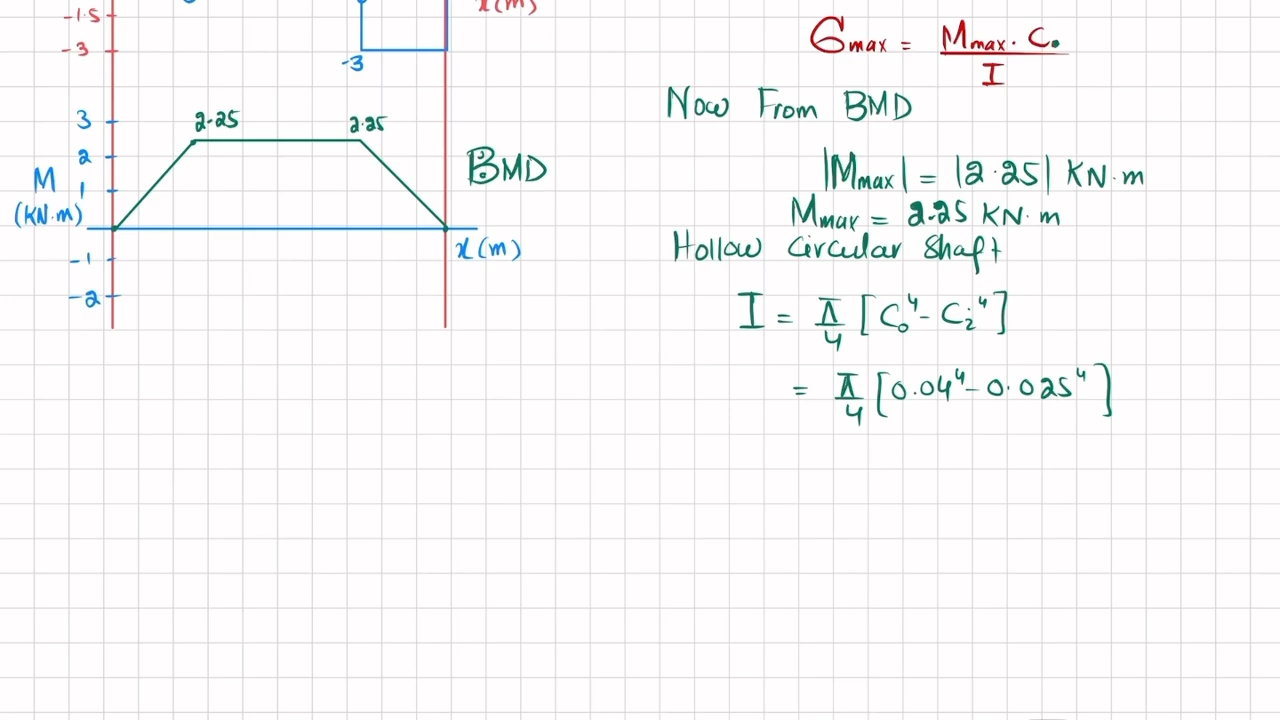 -1.5
x(m)
-3
-3
3
2.25
2.25
2
M
1
(KN.m)
BMD
x(m)
-1
-2
σmax = Mmax . Co / I
Now From BMD
|Mmax| = |2.25| KN.m
Mmax = 2.25 KN.m
Hollow Circular Shaft
I = π/4 [Co⁴ - Ci⁴]
= π/4 [0.04⁴ - 0.025⁴]